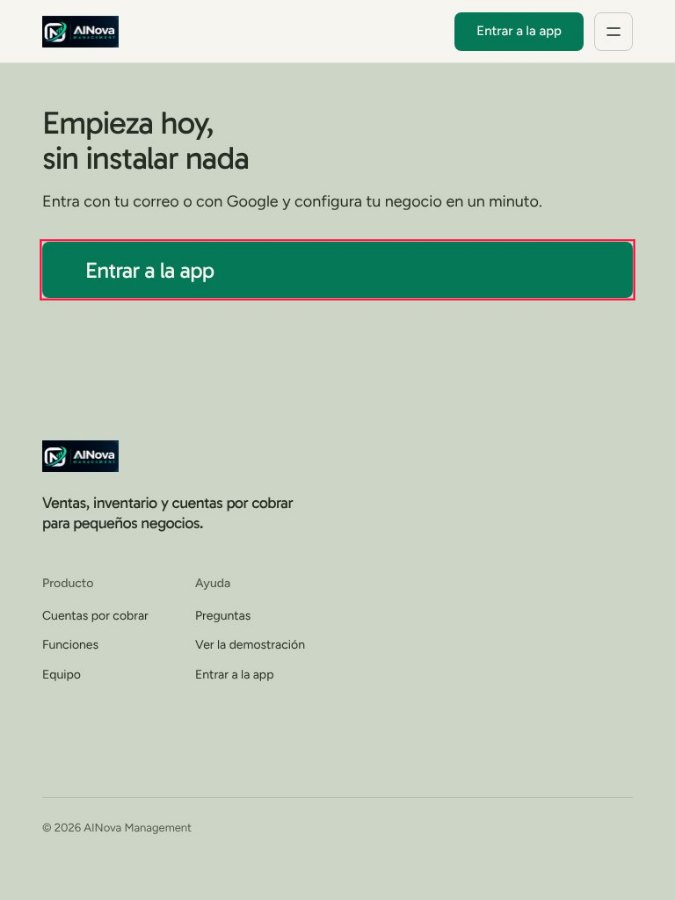 AINova
MANAGEMENT
Entrar a la app
Empieza hoy,
sin instalar nada
Entra con tu correo o con Google y configura tu negocio en un minuto.
Entrar a la app
AINova
MANAGEMENT
Ventas, inventario y cuentas por cobrar
para pequeños negocios.
Producto
Cuentas por cobrar
Funciones
Equipo
Ayuda
Preguntas
Ver la demostración
Entrar a la app
© 2026 AINova Management